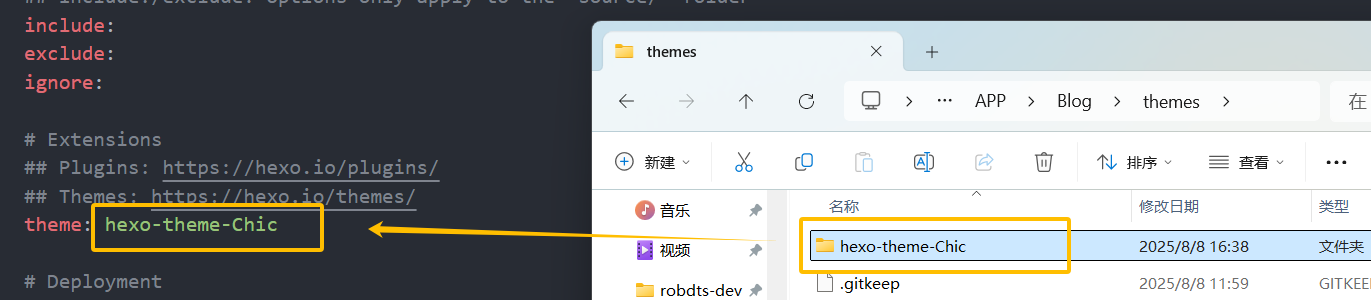 ## include:/exclude: options only apply to the 'source/' folder
include:
exclude:
ignore:
# Extensions
## Plugins: https://hexo.io/plugins/
## Themes: https://hexo.io/themes/
theme: hexo-theme-Chic
# Deployment
themes
APP
Blog
themes
在
新建
排序
查看
名称
修改日期
类型
音乐
hexo-theme-Chic
2025/8/8 16:38
文件夹
视频
.gitkeep
2025/8/8 11:59
GITKEEP
robdts-dev